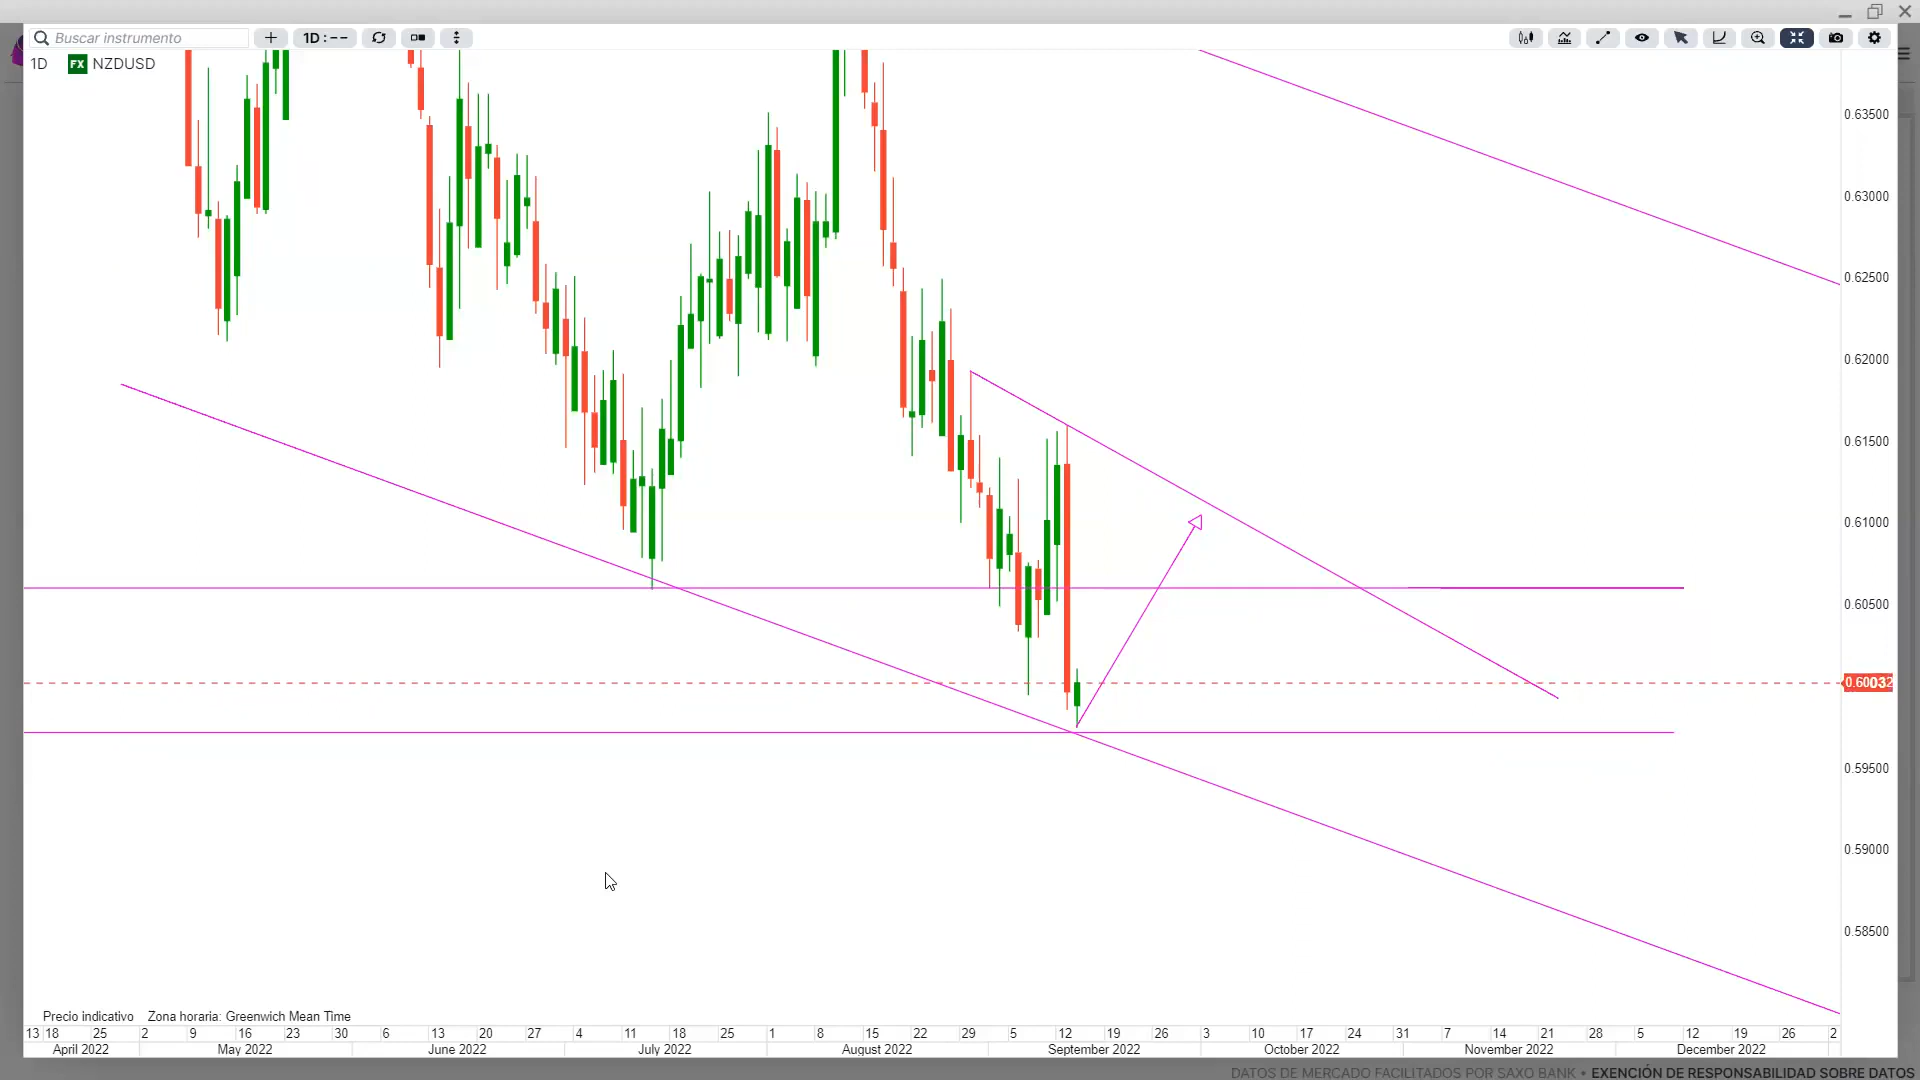 Buscar instrumento
1D : --
1D FX NZDUSD
0.63500
0.63000
0.62500
0.62000
0.61500
0.61000
0.60500
0.60032
0.59500
0.59000
0.58500
Precio indicativo Zona horaria: Greenwich Mean Time
13 18 25 2 9 16 23 30 6 13 20 27 4 11 18 25 1 8 15 22 29 5 12 19 26 3 10 17 24 31 7 14 21 28 5 12 19 26 2
April 2022 May 2022 June 2022 July 2022 August 2022 September 2022 October 2022 November 2022 December 2022
DATOS DE MERCADO FACILITADOS POR SAXO BANK • EXENCIÓN DE RESPONSABILIDAD SOBRE DATOS